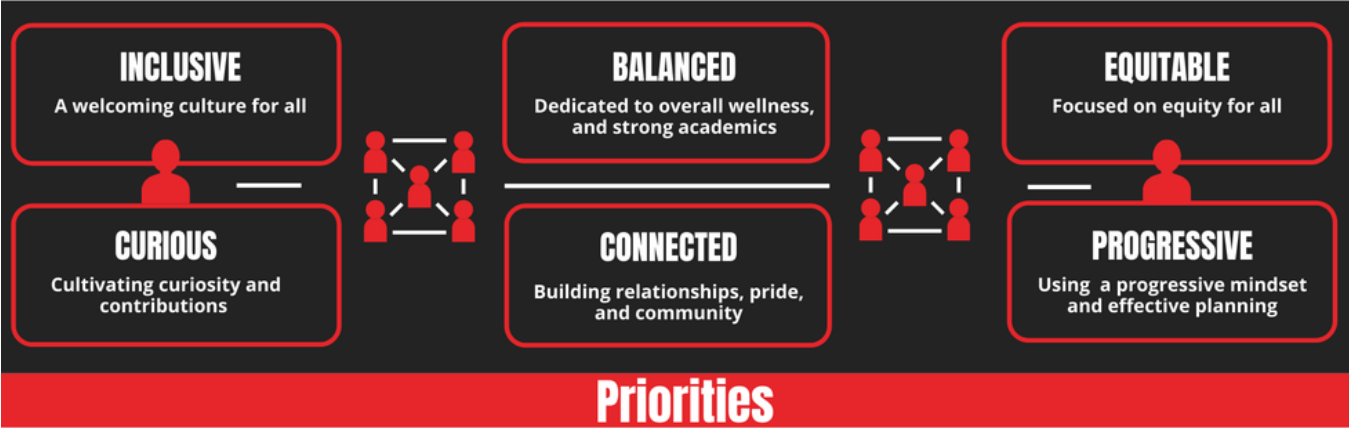 INCLUSIVE
A welcoming culture for all
BALANCED
Dedicated to overall wellness,
and strong academics
EQUITABLE
Focused on equity for all
CURIOUS
Cultivating curiosity and
contributions
CONNECTED
Building relationships, pride,
and community
PROGRESSIVE
Using a progressive mindset
and effective planning
Priorities